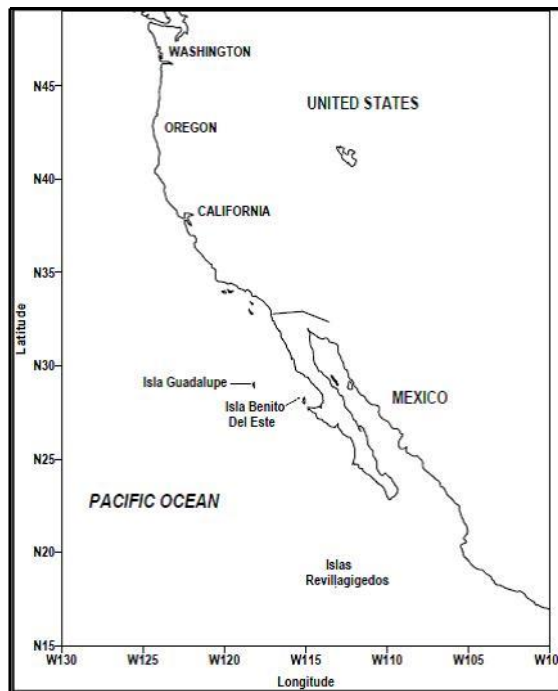 WASHINGTON
N45
UNITED STATES
OREGON
N40
CALIFORNIA
N35
Latitude
N30
Isla Guadalupe
Isla Benito
Del Este
MEXICO
N25
PACIFIC OCEAN
N20
Islas
Revillagigedos
N15
W130
W125
W120
W115
W110
W105
W10
Longitude